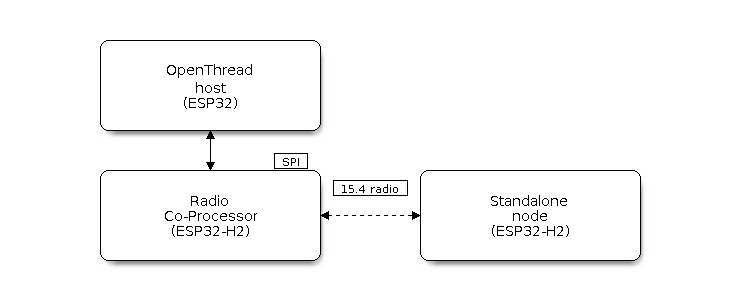 OpenThread
host
(ESP32)
SPI
Radio
Co-Processor
(ESP32-H2)
15.4 radio
Standalone
node
(ESP32-H2)